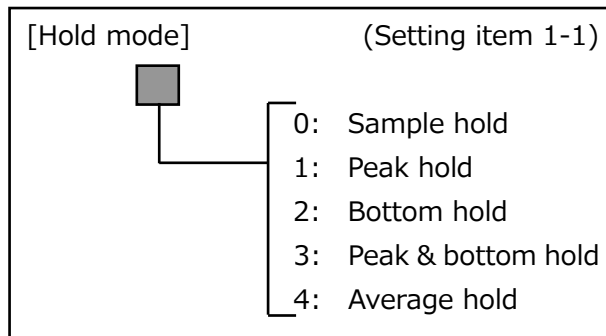 [Hold mode] (Setting item 1-1)
0: Sample hold
1: Peak hold
2: Bottom hold
3: Peak & bottom hold
4: Average hold